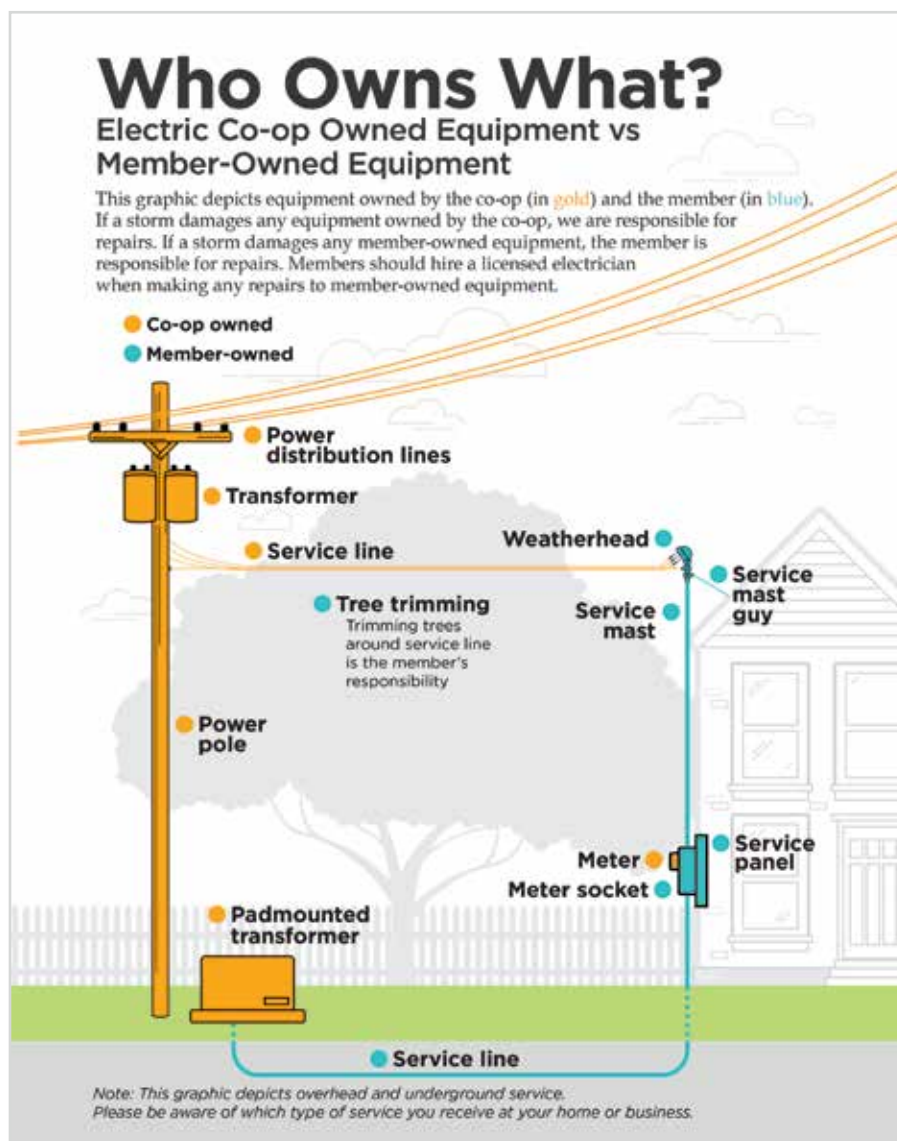 Who Owns What?
Electric Co-op Owned Equipment vs
Member-Owned Equipment
This graphic depicts equipment owned by the co-op (in gold) and the member (in blue).
If a storm damages any equipment owned by the co-op, we are responsible for
repairs. If a storm damages any member-owned equipment, the member is
responsible for repairs. Members should hire a licensed electrician
when making any repairs to member-owned equipment.
Co-op owned
Member-owned
Power
distribution lines
Transformer
Service line
Weatherhead
Service
mast
guy
Tree trimming
Trimming trees
around service line
is the member's
responsibility
Service
mast
Power
pole
Meter
Service
panel
Meter socket
Padmounted
transformer
Service line
Note: This graphic depicts overhead and underground service.
Please be aware of which type of service you receive at your home or business.